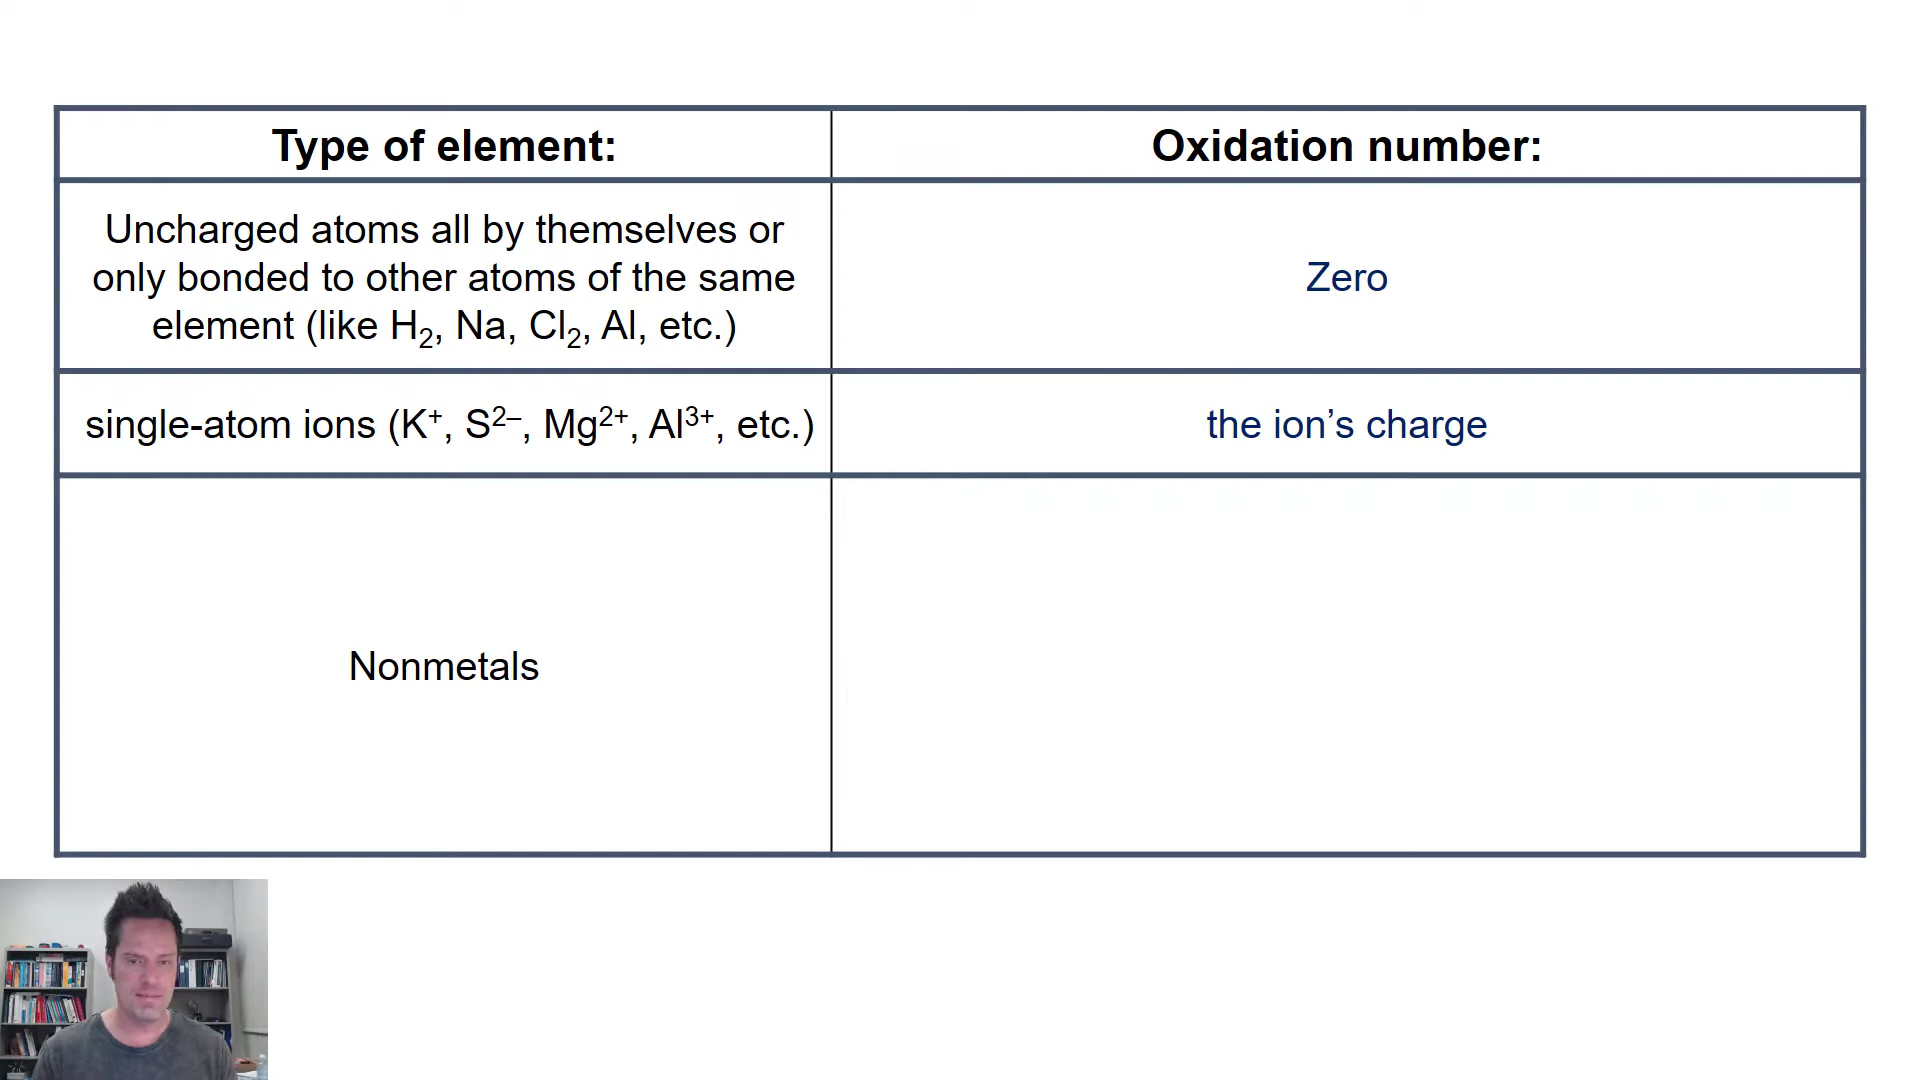 Type of element:
Oxidation number:
Uncharged atoms all by themselves or
only bonded to other atoms of the same
element (like H₂, Na, Cl₂, Al, etc.)
Zero
single-atom ions (K⁺, S²⁻, Mg²⁺, Al³⁺, etc.)
the ion’s charge
Nonmetals